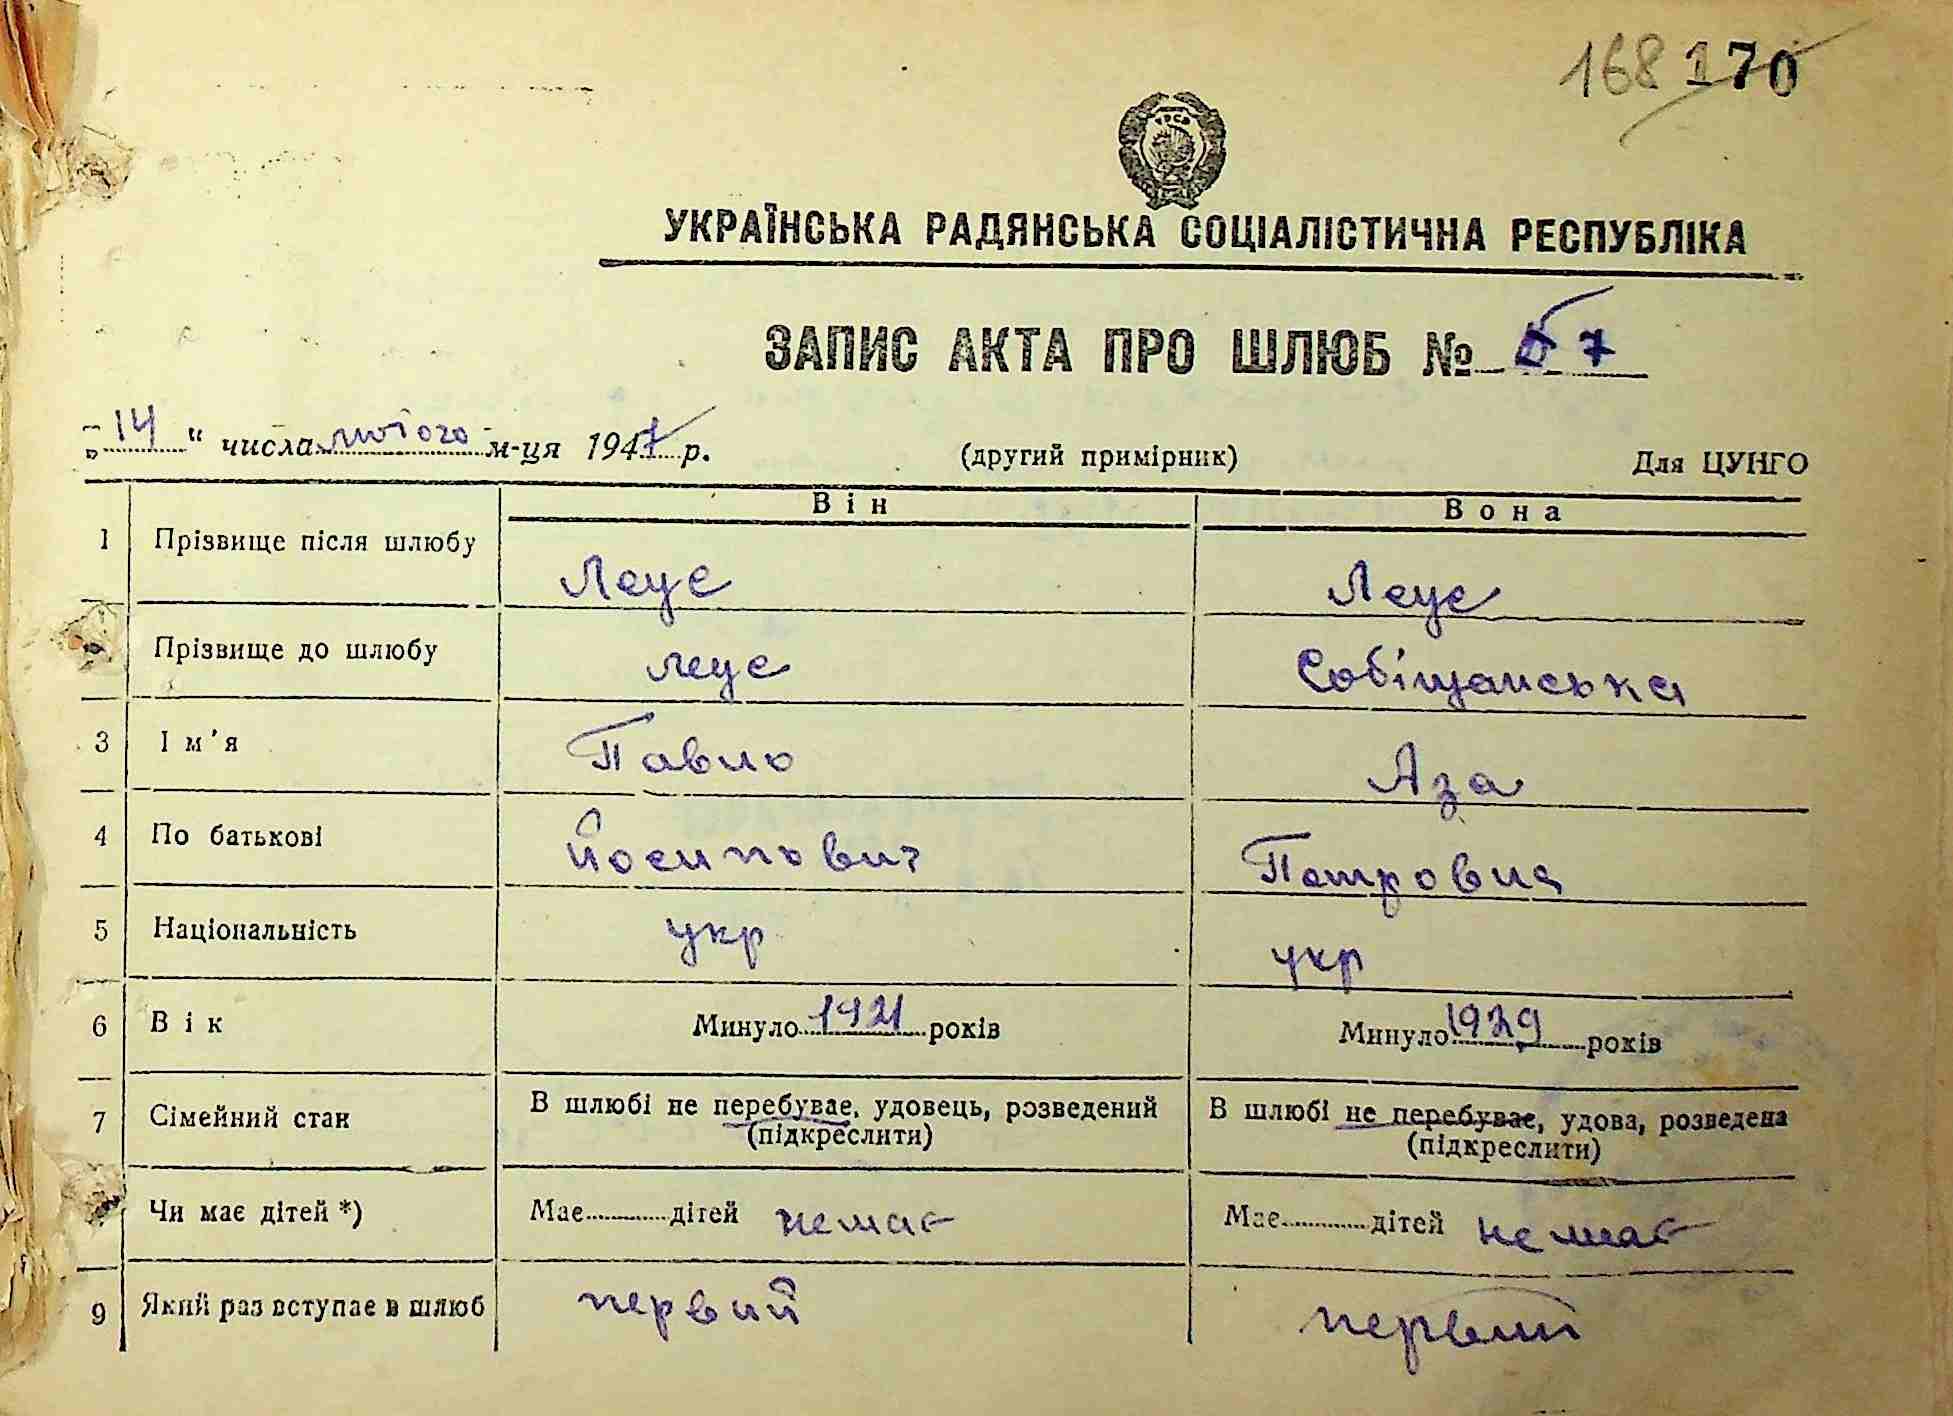 168 170
УРСР
УКРАЇНСЬКА РАДЯНСЬКА СОЦІАЛІСТИЧНА РЕСПУБЛІКА
ЗАПИС АКТА ПРО ШЛЮБ № 57
„14“ числа лютого м-ця 1947 р. (другий примірник) Для ЦУНГО
Він Вона
1 Прізвище після шлюбу Леус Леус
Прізвище до шлюбу Леус Собіщанська
3 Ім'я Павло Аза
4 По батькові Йосипович Петровна
5 Національність укр укр
6 Вік Минуло 1921 років Минуло 1929 років
7 Сімейний стан В шлюбі не перебуває, удовець, розведений В шлюбі не перебуває, удова, розведена
(підкреслити) (підкреслити)
Чи має дітей *) Має дітей немає Має дітей немає
9 Який раз вступає в шлюб первий первий